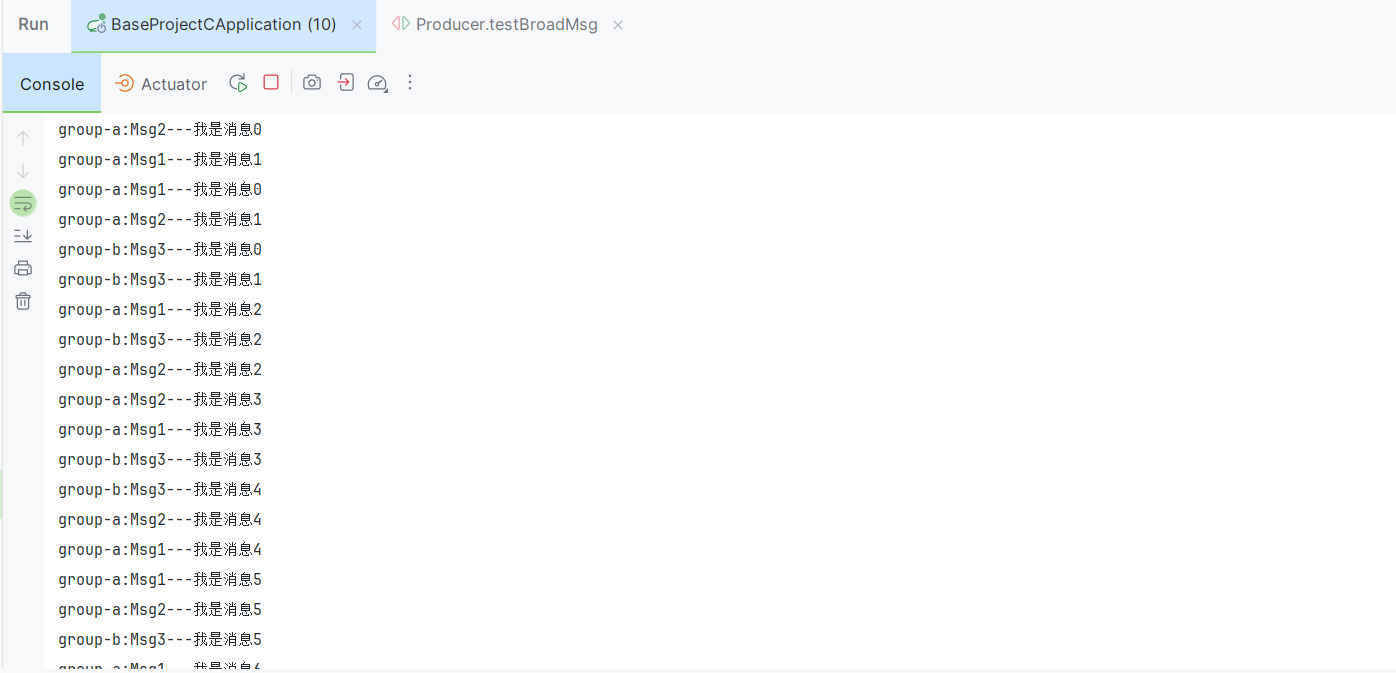 Run
BaseProjectCApplication (10)
Producer.testBroadMsg
Console
Actuator
group-a:Msg2---我是消息0
group-a:Msg1---我是消息1
group-a:Msg1---我是消息0
group-a:Msg2---我是消息1
group-b:Msg3---我是消息0
group-b:Msg3---我是消息1
group-a:Msg1---我是消息2
group-b:Msg3---我是消息2
group-a:Msg2---我是消息2
group-a:Msg2---我是消息3
group-a:Msg1---我是消息3
group-b:Msg3---我是消息3
group-b:Msg3---我是消息4
group-a:Msg2---我是消息4
group-a:Msg1---我是消息4
group-a:Msg1---我是消息5
group-a:Msg2---我是消息5
group-b:Msg3---我是消息5
group-a:Msg1---我是消息6